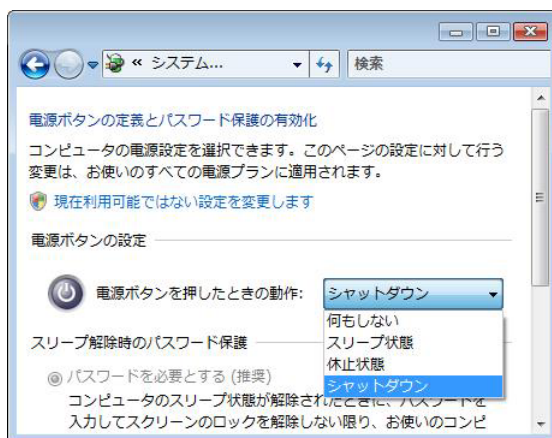 « システム...
検索
電源ボタンの定義とパスワード保護の有効化
コンピュータの電源設定を選択できます。このページの設定に対して行う
変更は、お使いのすべての電源プランに適用されます。
現在利用可能ではない設定を変更します
電源ボタンの設定
電源ボタンを押したときの動作:
シャットダウン
何もしない
スリープ状態
休止状態
シャットダウン
スリープ解除時のパスワード保護
パスワードを必要とする (推奨)
コンピュータのスリープ状態が解除されたときに、パスワードを
入力してスクリーンのロックを解除しない限り、お使いのコンピ